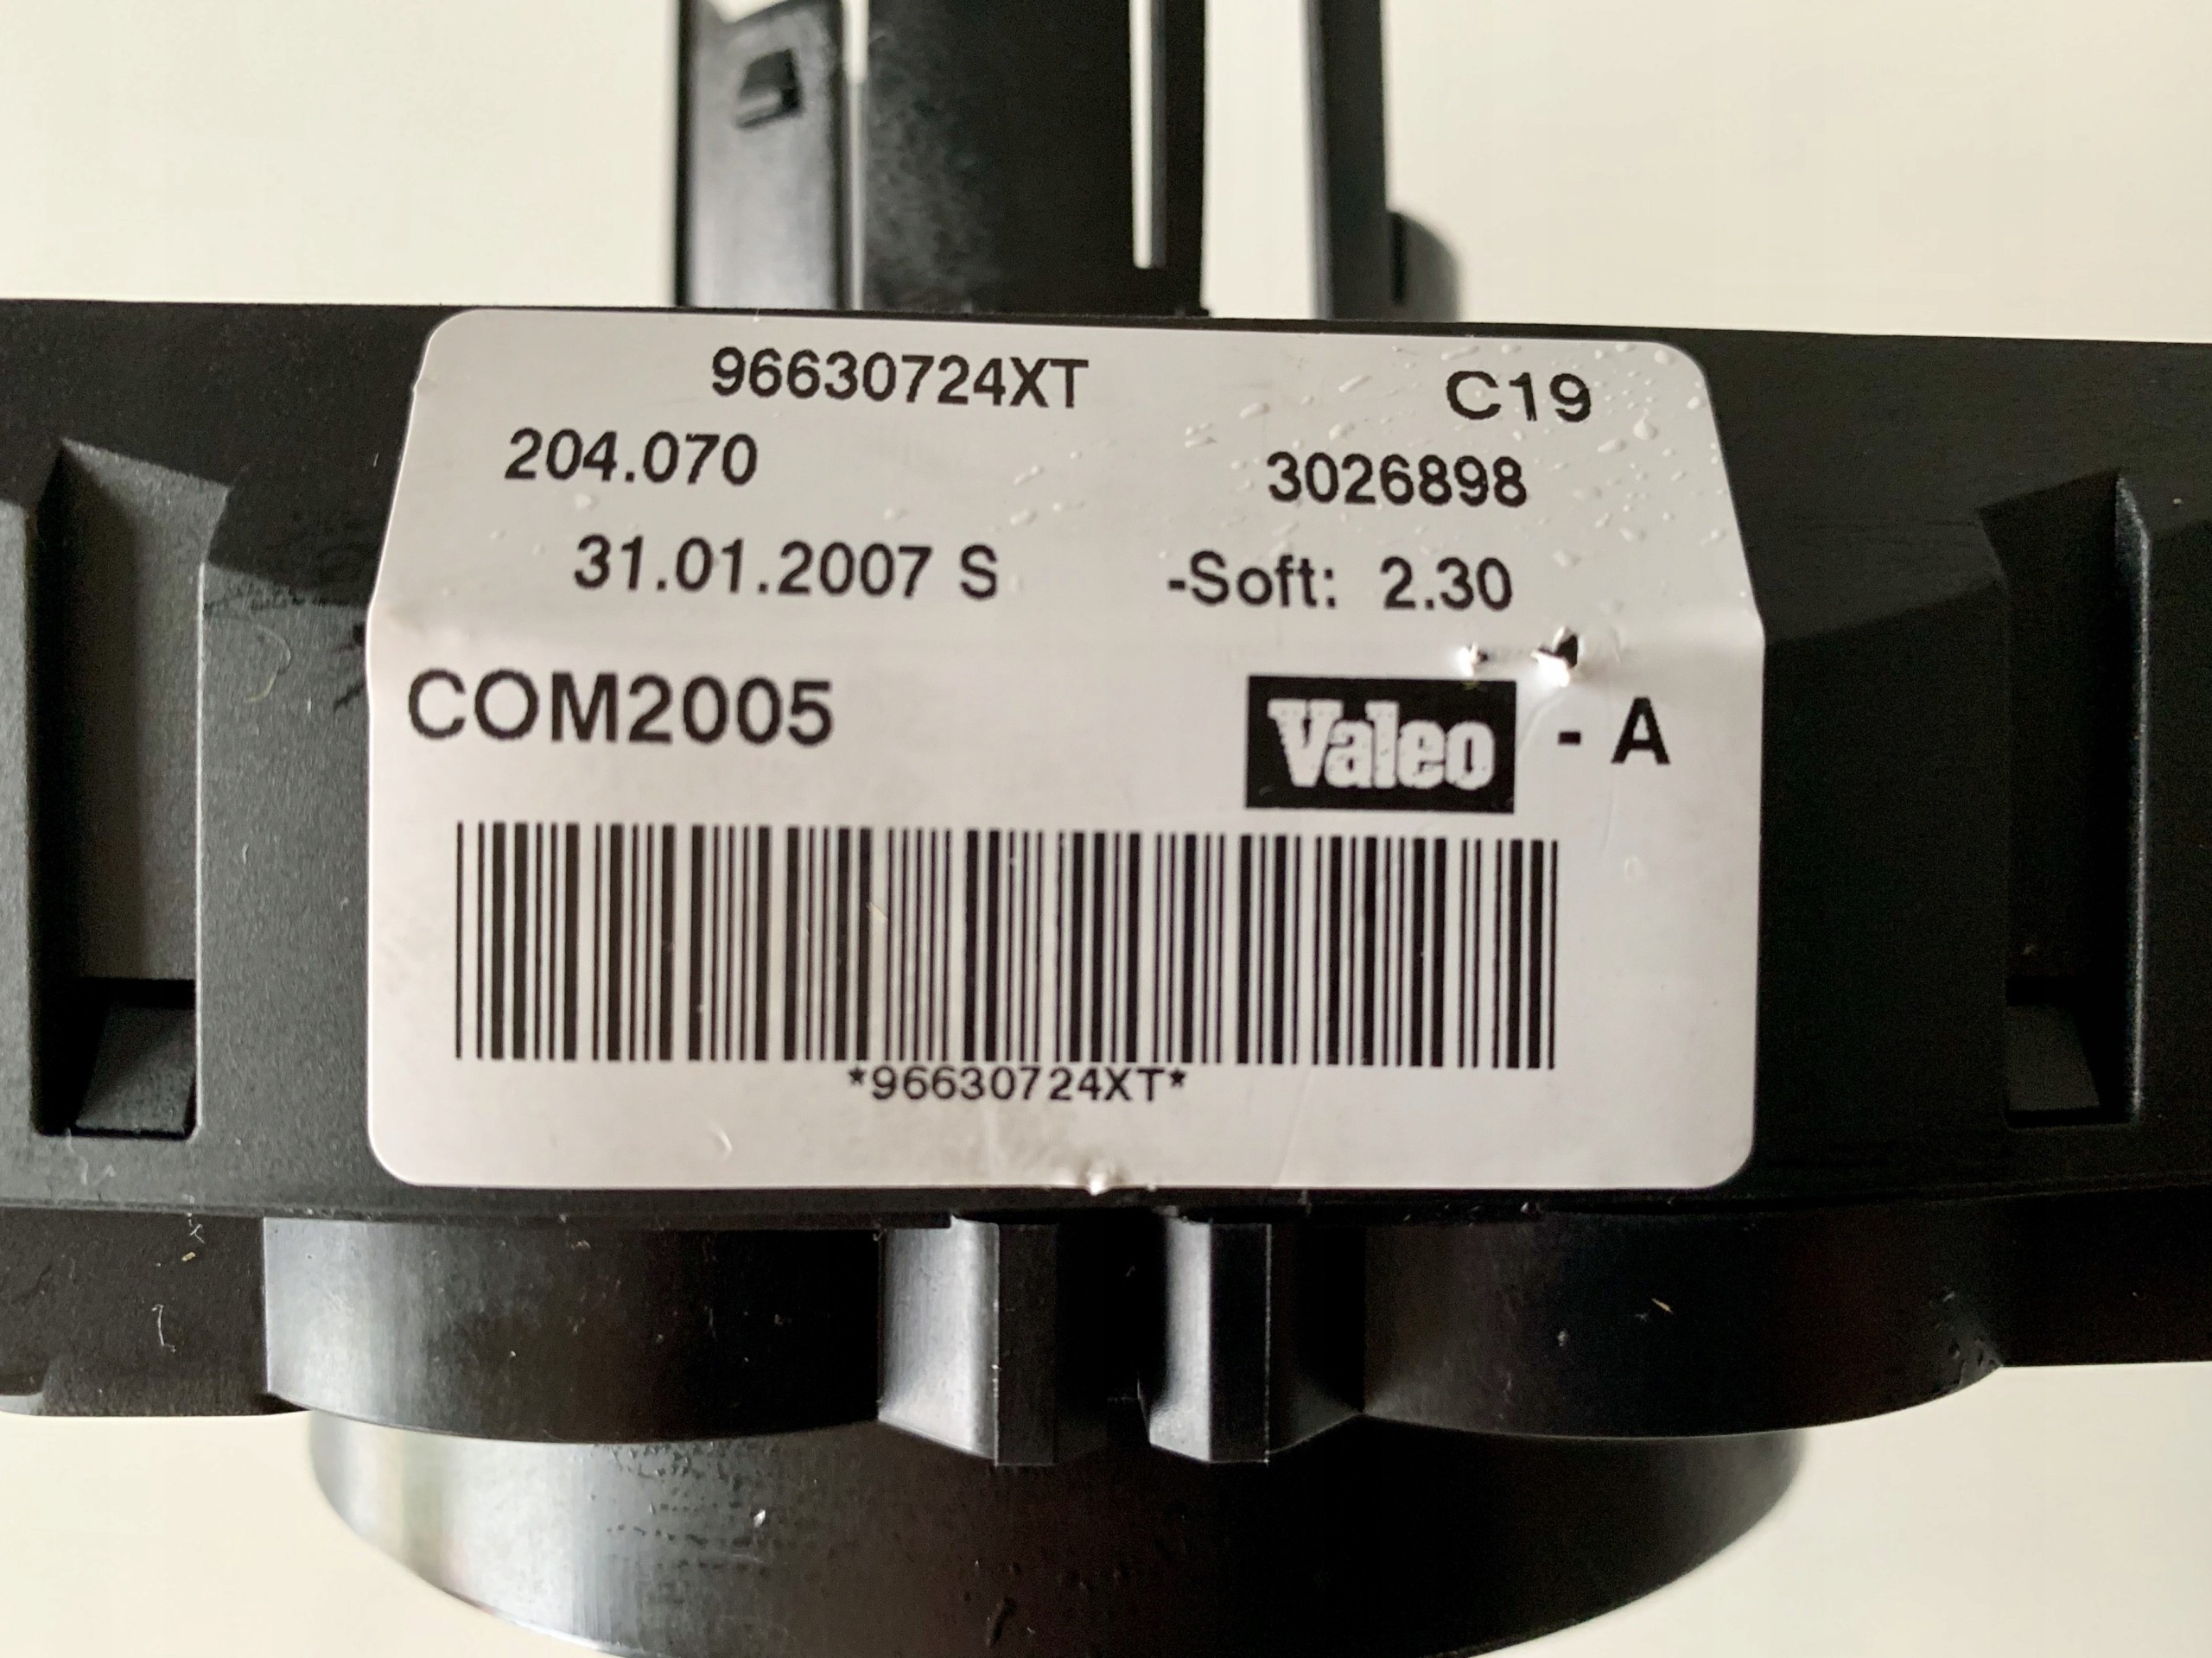 96630724XT C19
204.070 3026898
31.01.2007 S -Soft: 2.30
COM2005 Valeo - A
*96630724XT*